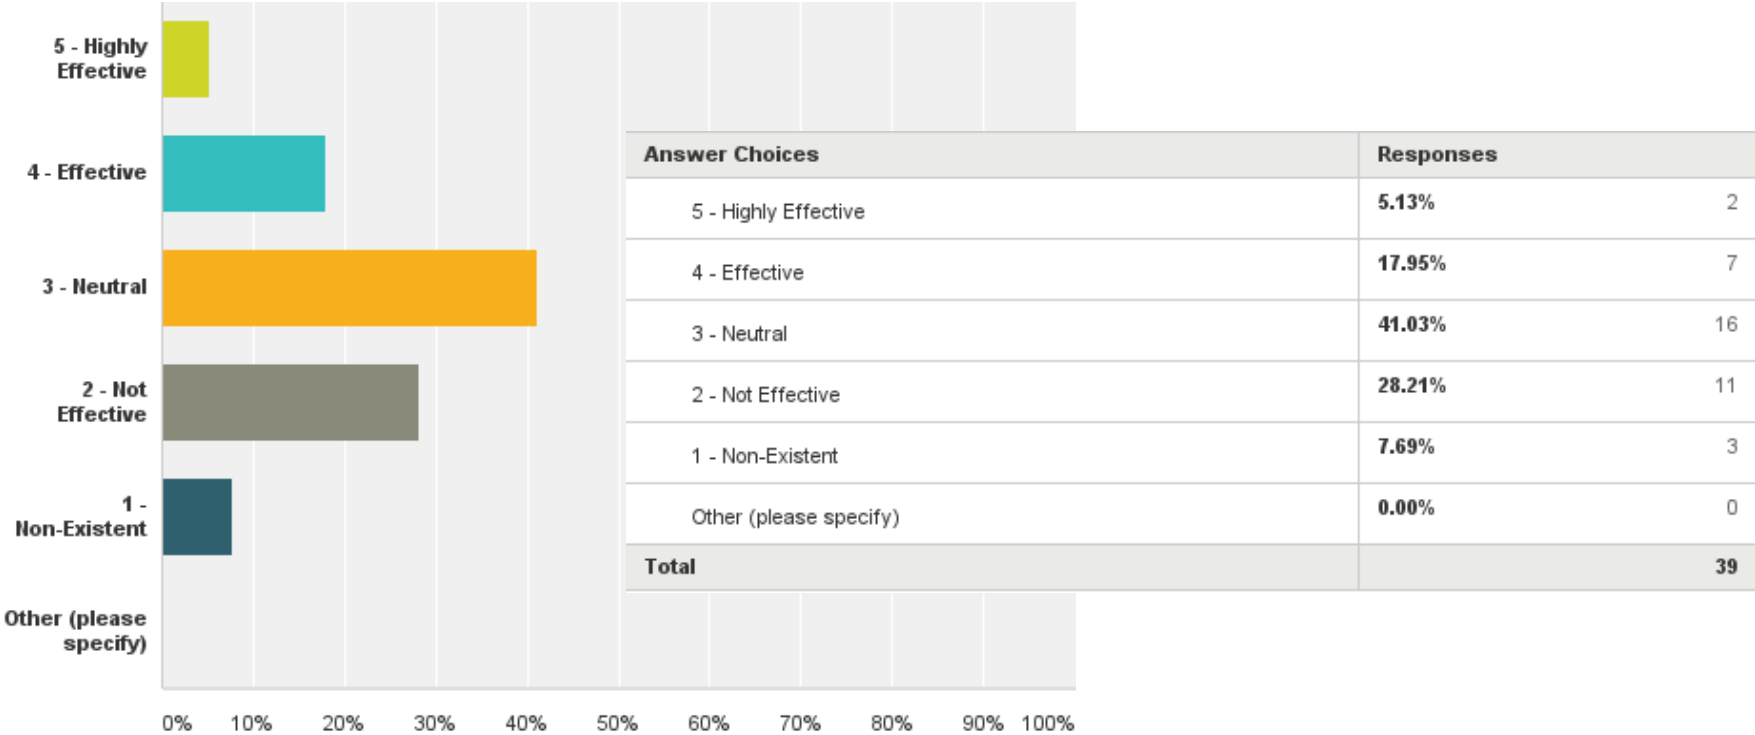 5 - Highly
Effective
4 - Effective
3 - Neutral
2 - Not
Effective
1 -
Non-Existent
Other (please
specify)
0% 10% 20% 30% 40% 50% 60% 70% 80% 90% 100%
Answer Choices Responses
5 - Highly Effective 5.13% 2
4 - Effective 17.95% 7
3 - Neutral 41.03% 16
2 - Not Effective 28.21% 11
1 - Non-Existent 7.69% 3
Other (please specify) 0.00% 0
Total 39